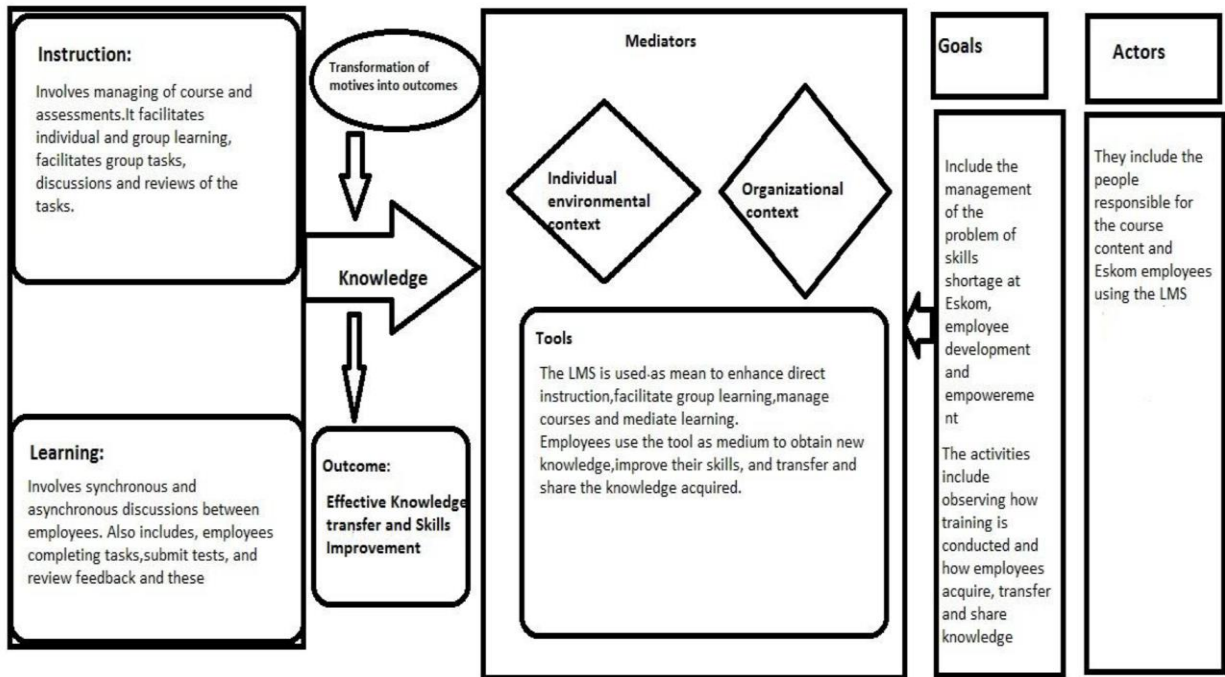 Instruction:
Involves managing of course and
assessments.It facilitates
individual and group learning,
facilitates group tasks,
discussions and reviews of the
tasks.
Learning:
Involves synchronous and
asynchronous discussions between
employees. Also includes, employees
completing tasks,submit tests, and
review feedback and these
Transformation of
motives into outcomes
Knowledge
Outcome:
Effective Knowledge
transfer and Skills
Improvement
Mediators
Individual
environmental
context
Organizational
context
Tools
The LMS is used as mean to enhance direct
instruction,facilitate group learning,manage
courses and mediate learning.
Employees use the tool as medium to obtain new
knowledge,improve their skills, and transfer and
share the knowledge acquired.
Goals
Include the
management
of the
problem of
skills
shortage at
Eskom,
employee
development
and
empowereme
nt
The activities
include
observing how
training is
conducted and
how employees
acquire, transfer
and share
knowledge
Actors
They include the
people
responsible for
the course
content and
Eskom employees
using the LMS